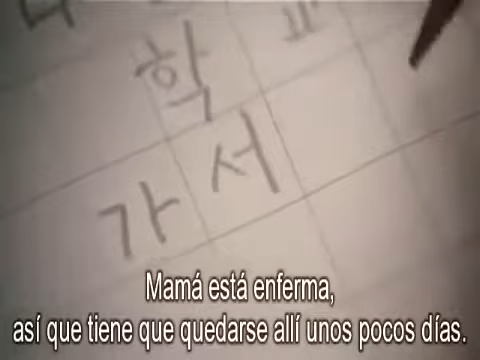 학
가서
Mamá está enferma,
así que tiene que quedarse allí unos pocos días.